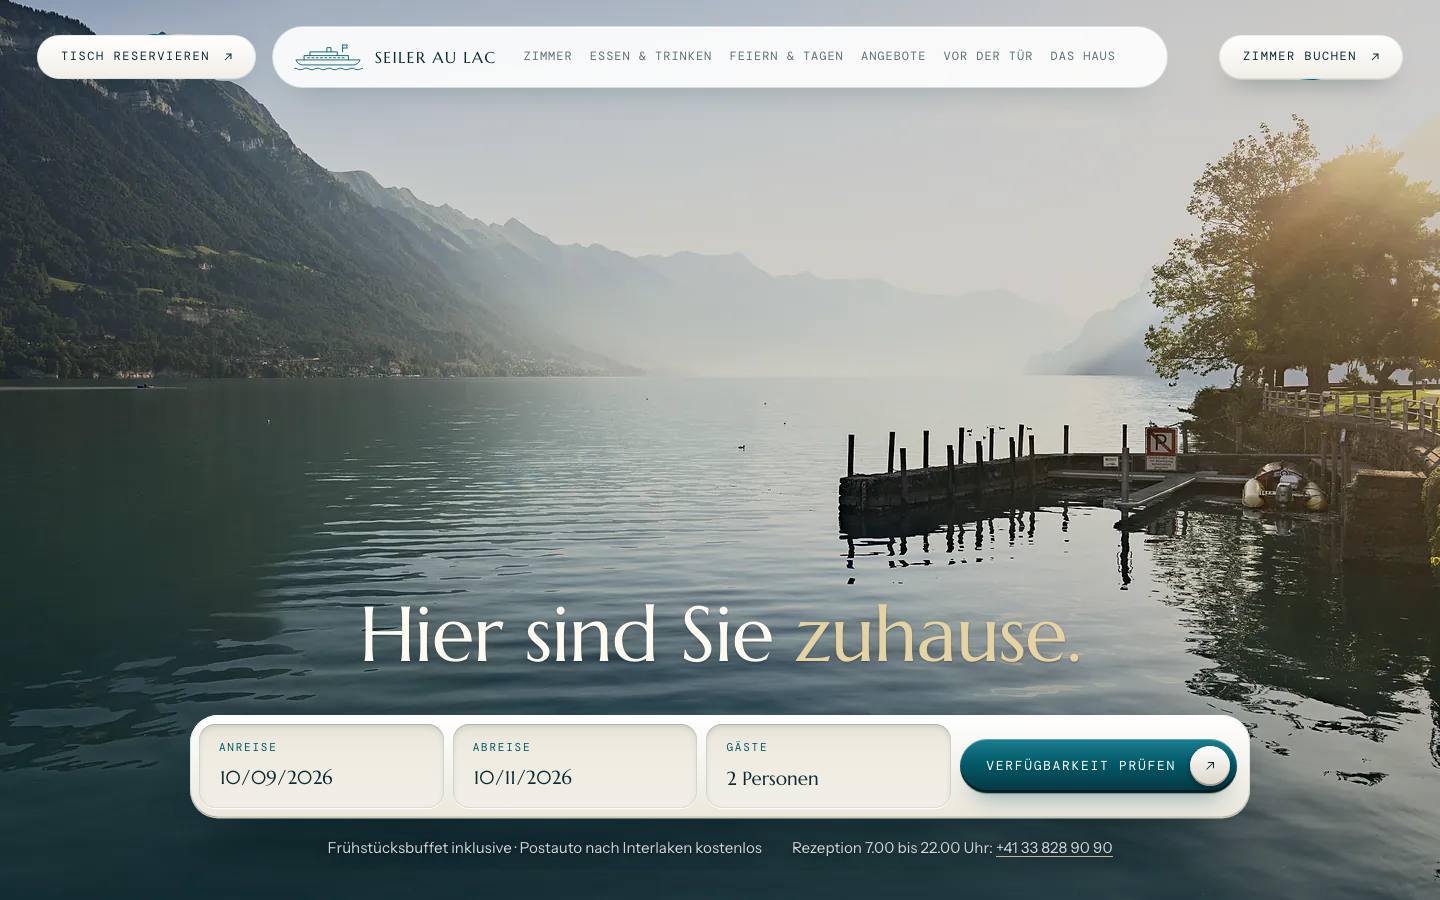 TISCH RESERVIEREN
SEILER AU LAC
ZIMMER
ESSEN & TRINKEN
FEIERN & TAGEN
ANGEBOTE
VOR DER TÜR
DAS HAUS
ZIMMER BUCHEN
Hier sind Sie zuhause.
ANREISE
10/09/2026
ABREISE
10/11/2026
GÄSTE
2 Personen
VERFÜGBARKEIT PRÜFEN
Frühstücksbuffet inklusive · Postauto nach Interlaken kostenlos
Rezeption 7.00 bis 22.00 Uhr: +41 33 828 90 90